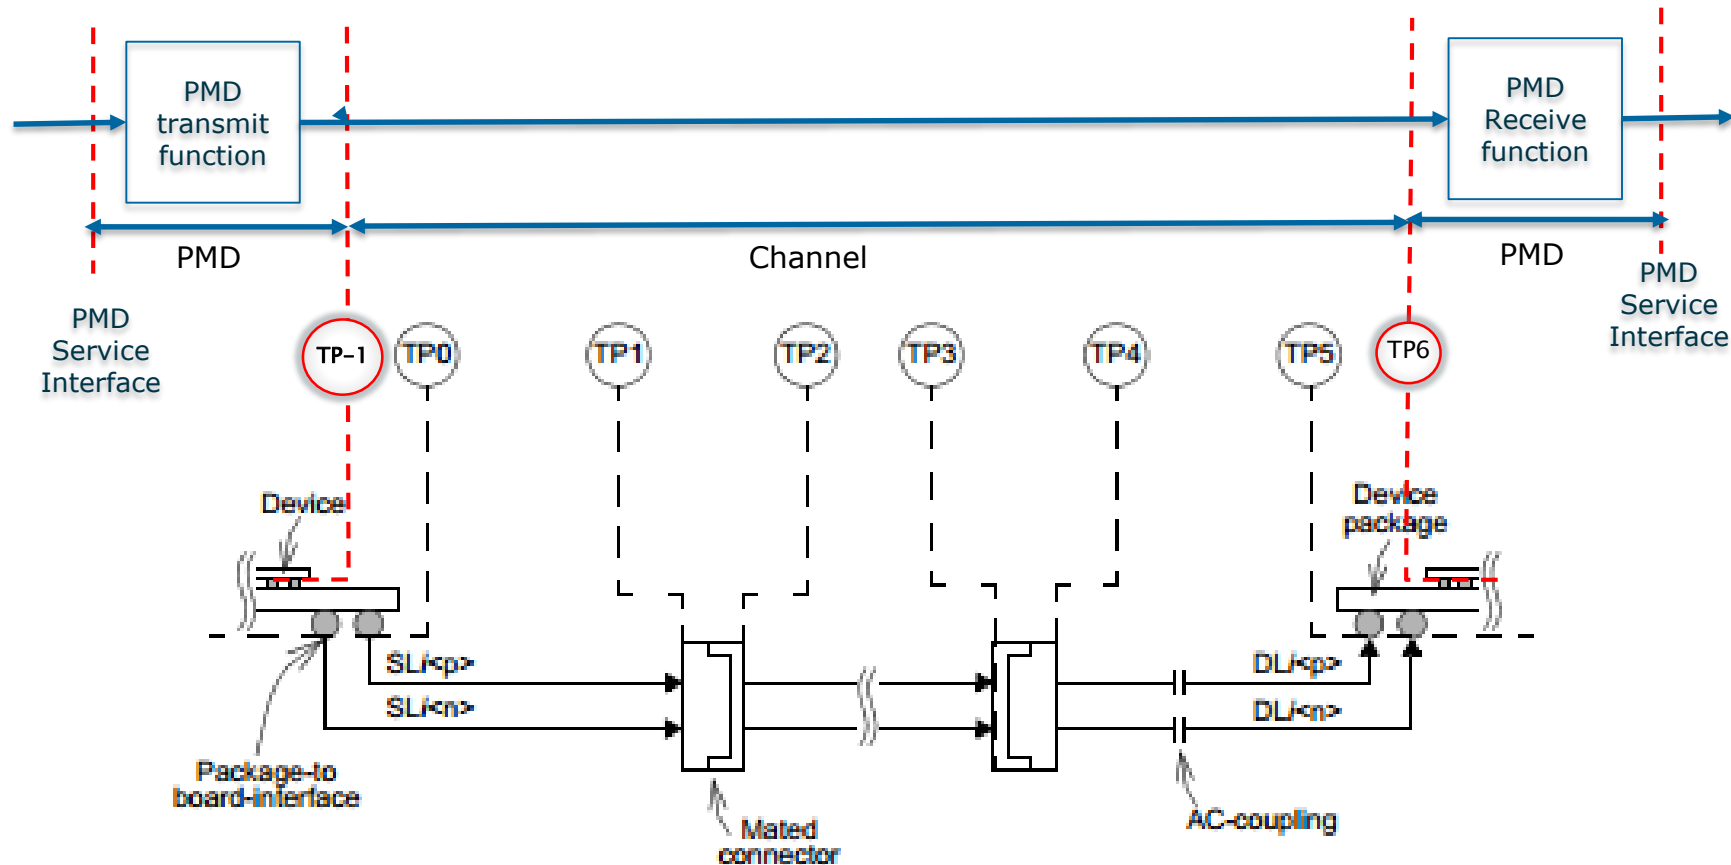 PMD
transmit
function
PMD
Receive
function
PMD
Channel
PMD
PMD
Service
Interface
PMD
Service
Interface
TP-1
TP0
TP1
TP2
TP3
TP4
TP5
TP6
Device
Device
package
SLi<p>
SLi<n>
DLi<p>
DLi<n>
Package-to
board-interface
Mated
connector
AC-coupling